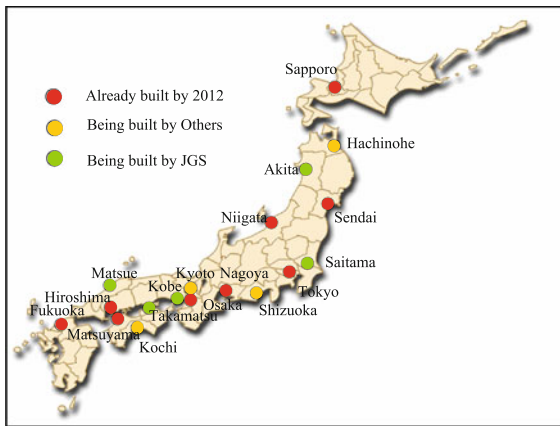 Sapporo
Already built by 2012
Being built by Others
Being built by JGS
Hachinohe
Akita
Niigata
Sendai
Saitama
Matsue
Kyoto
Nagoya
Kobe
Tokyo
Hiroshima
Osaka
Shizuoka
Fukuoka
Takamatsu
Matsuyama
Kochi